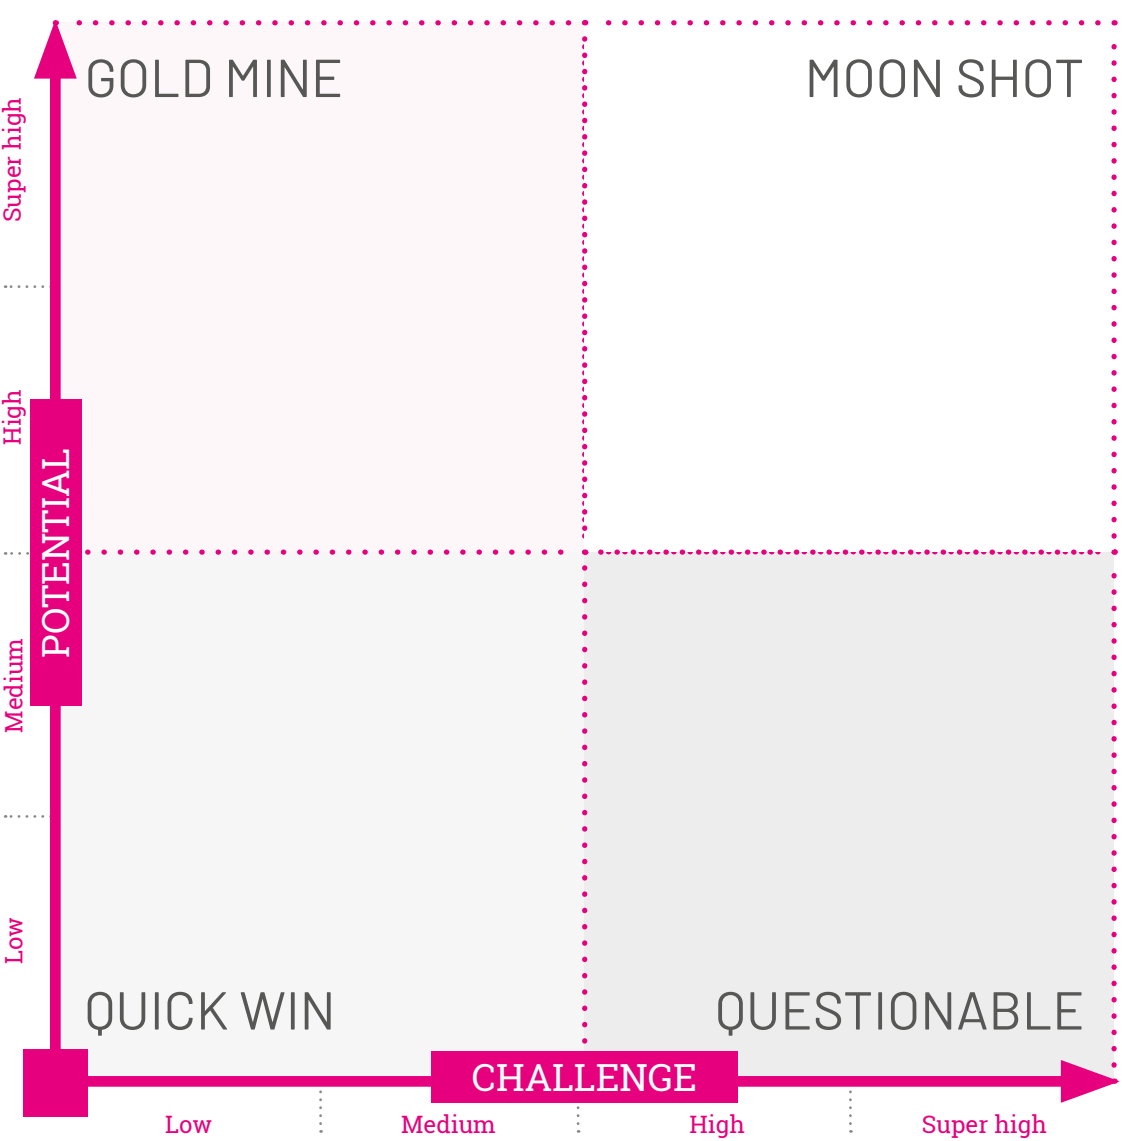 GOLD MINE
MOON SHOT
Super high
High
POTENTIAL
Medium
Low
QUICK WIN
QUESTIONABLE
CHALLENGE
Low
Medium
High
Super high